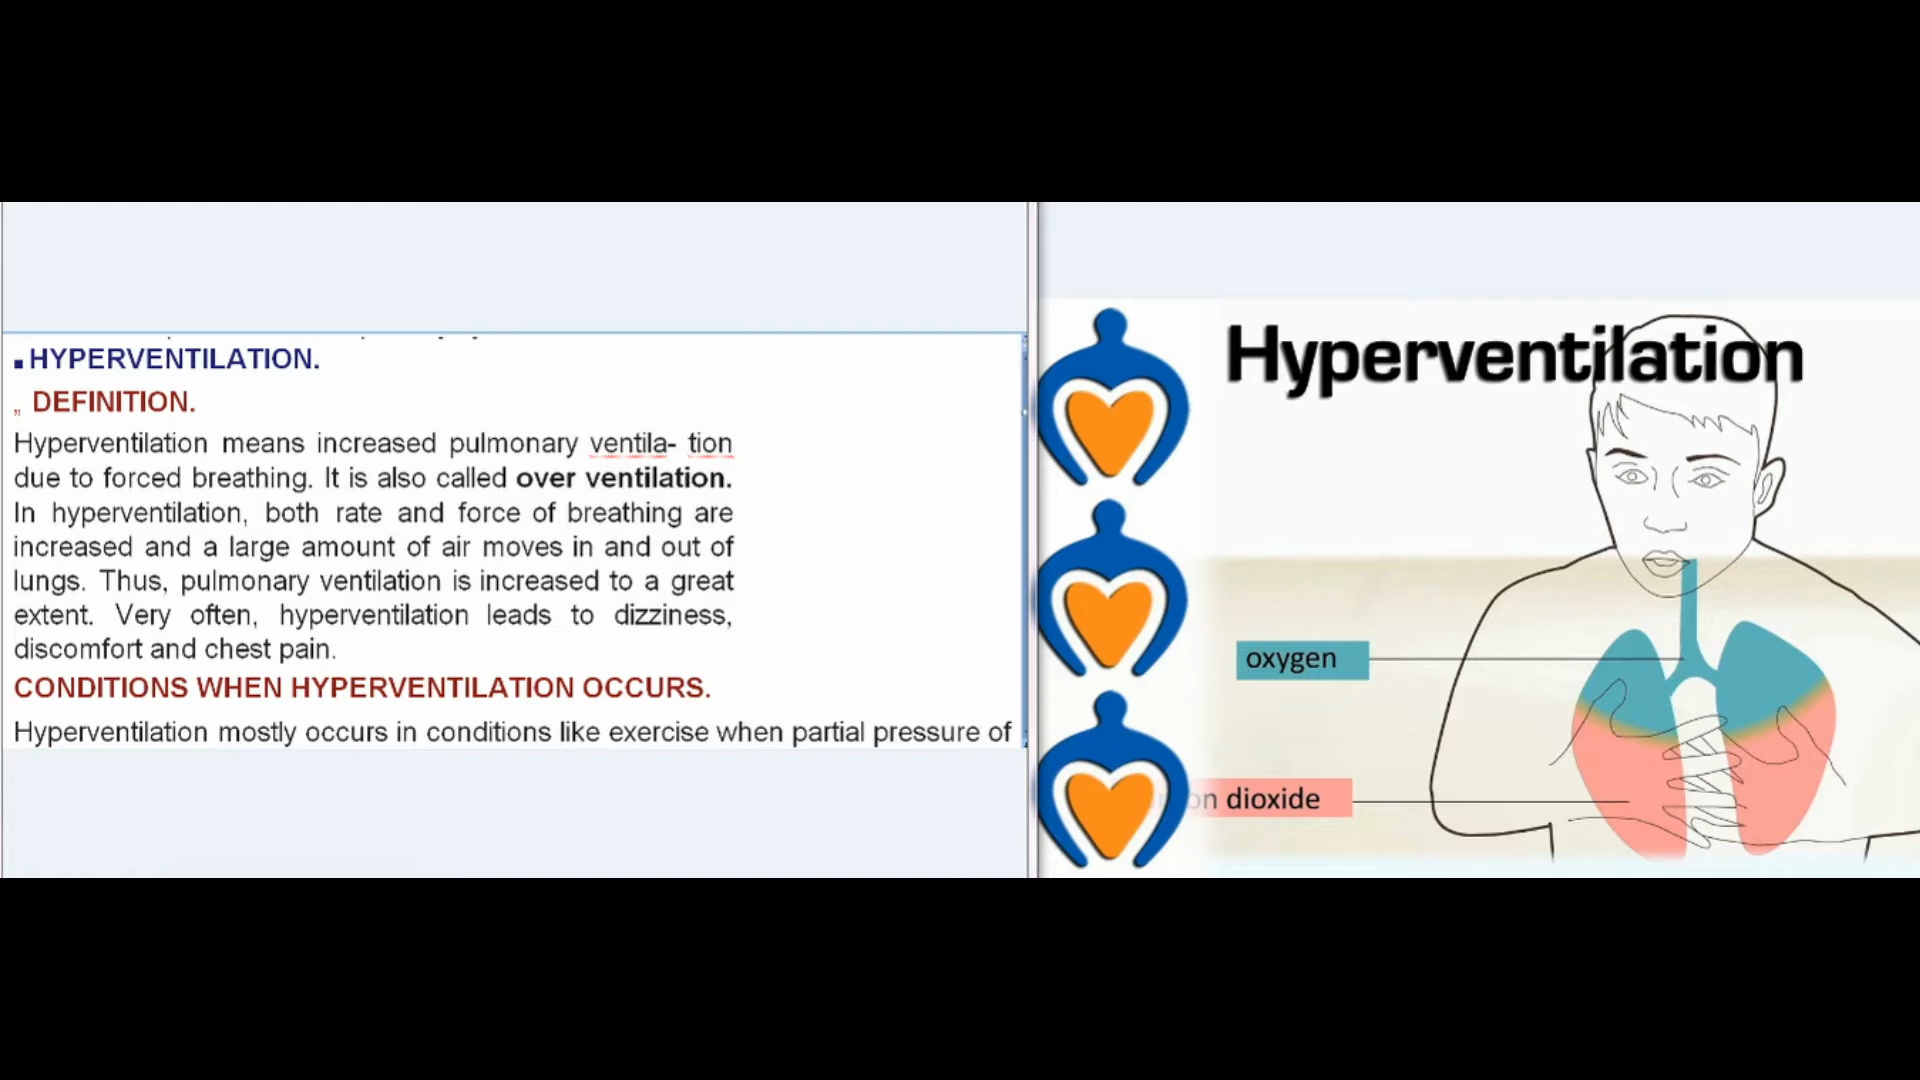 HYPERVENTILATION.
„ DEFINITION.
Hyperventilation means increased pulmonary ventila- tion
due to forced breathing. It is also called over ventilation.
In hyperventilation, both rate and force of breathing are
increased and a large amount of air moves in and out of
lungs. Thus, pulmonary ventilation is increased to a great
extent. Very often, hyperventilation leads to dizziness,
discomfort and chest pain.
CONDITIONS WHEN HYPERVENTILATION OCCURS.
Hyperventilation mostly occurs in conditions like exercise when partial pressure of
Hyperventilation
oxygen
on dioxide